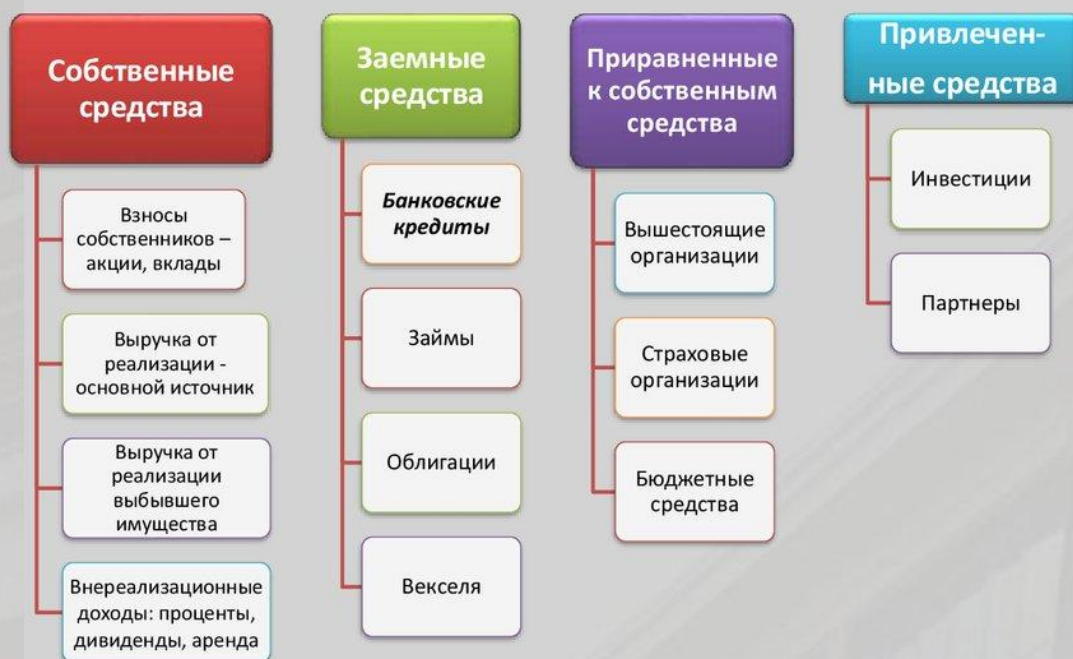 Собственные
средства
Взносы
собственников –
акции, вклады
Выручка от
реализации -
основной источник
Выручка от
реализации
выбывшего
имущества
Внереализационные
доходы: проценты,
дивиденды, аренда
Заемные
средства
Банковские
кредиты
Займы
Облигации
Векселя
Приравненные
к собственным
средства
Вышестоящие
организации
Страховые
организации
Бюджетные
средства
Привлечен-
ные средства
Инвестиции
Партнеры